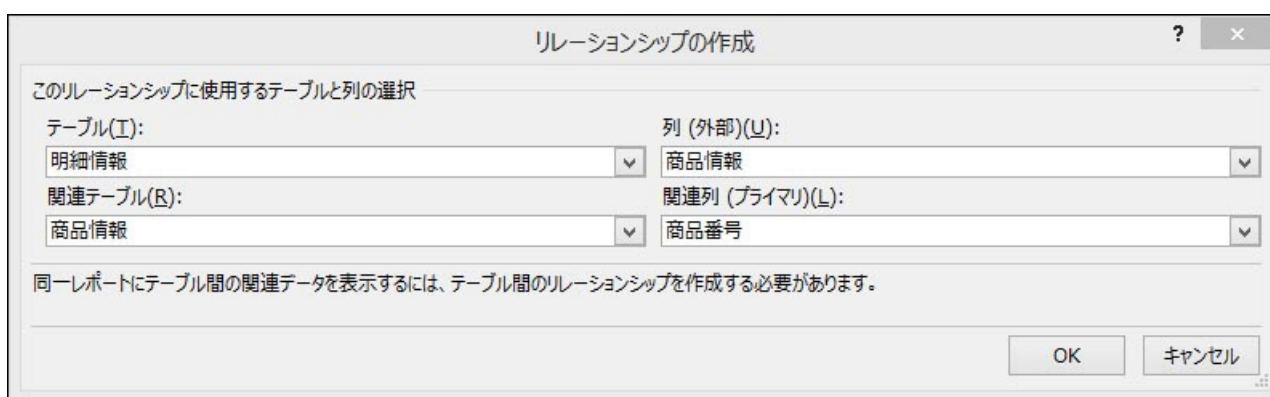 リレーションシップの作成
?
×
このリレーションシップに使用するテーブルと列の選択
テーブル(T):
列 (外部)(U):
明細情報
商品情報
関連テーブル(R):
関連列 (プライマリ)(L):
商品情報
商品番号
同一レポートにテーブル間の関連データを表示するには、テーブル間のリレーションシップを作成する必要があります。
OK
キャンセル